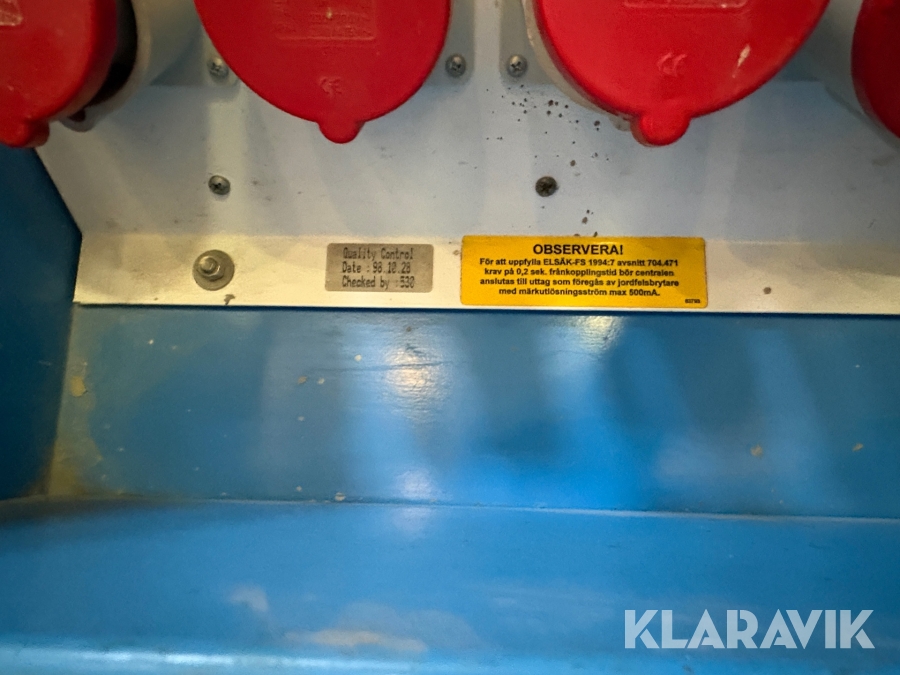 CE
CE
Quality Control
Date : 98.10.28
Checked by :530
OBSERVERA!
För att uppfylla ELSÄK-FS 1994:7 avsnitt 704.471
krav på 0,2 sek. frånkopplingstid bör centralen
anslutas till uttag som föregås av jordfelsbrytare
med märkutlösningsström max 500mA.
KLARAVIK